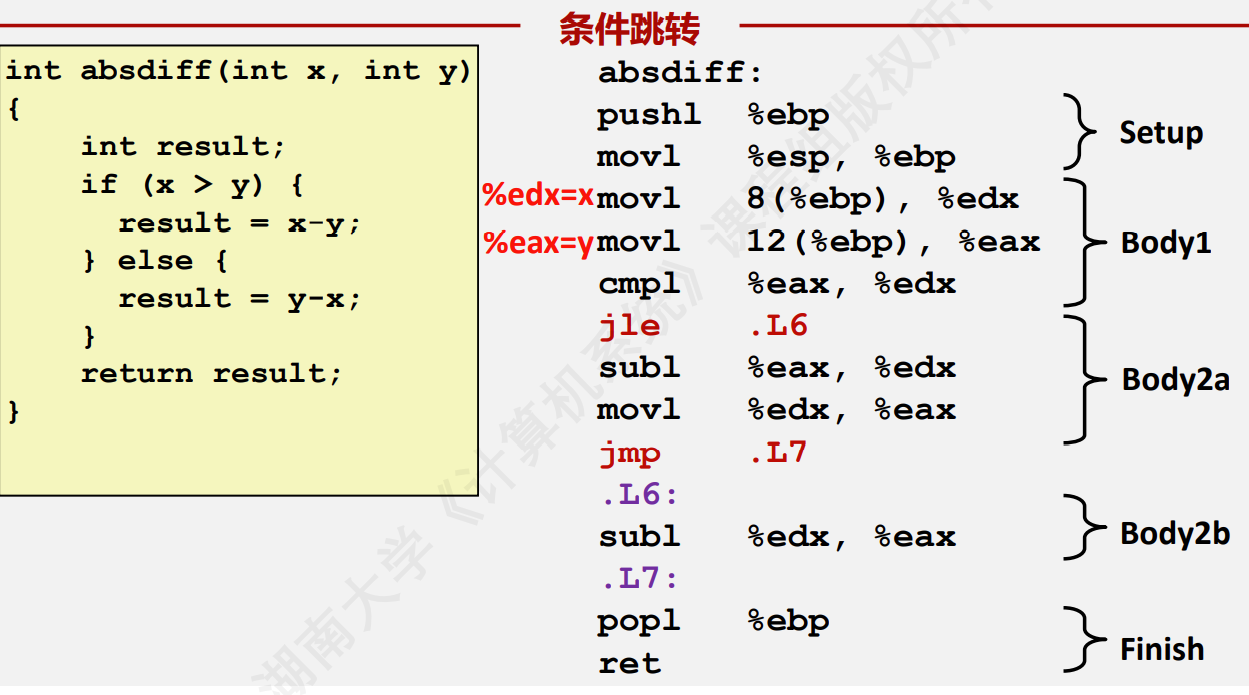 条件跳转
int absdiff(int x, int y)
{
    int result;
    if (x > y) {
      result = x-y;
    } else {
      result = y-x;
    }
    return result;
}
absdiff:
pushl %ebp
movl %esp, %ebp
Setup
%edx=x movl 8(%ebp), %edx
%eax=y movl 12(%ebp), %eax
cmpl %eax, %edx
Body1
jle .L6
subl %eax, %edx
movl %edx, %eax
jmp .L7
Body2a
.L6:
subl %edx, %eax
Body2b
.L7:
popl %ebp
ret
Finish
湖南大学《计算机系统》课程组版权所有